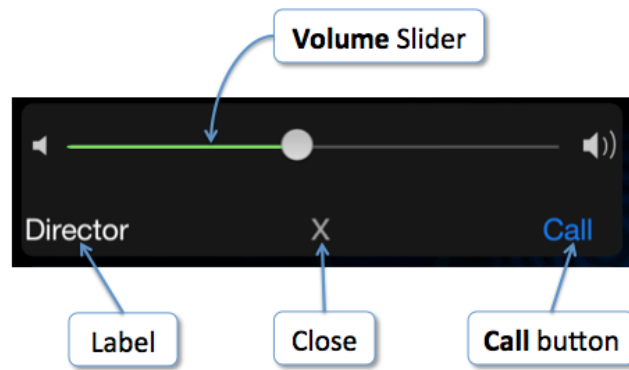 Volume Slider
Director
X
Call
Label
Close
Call button